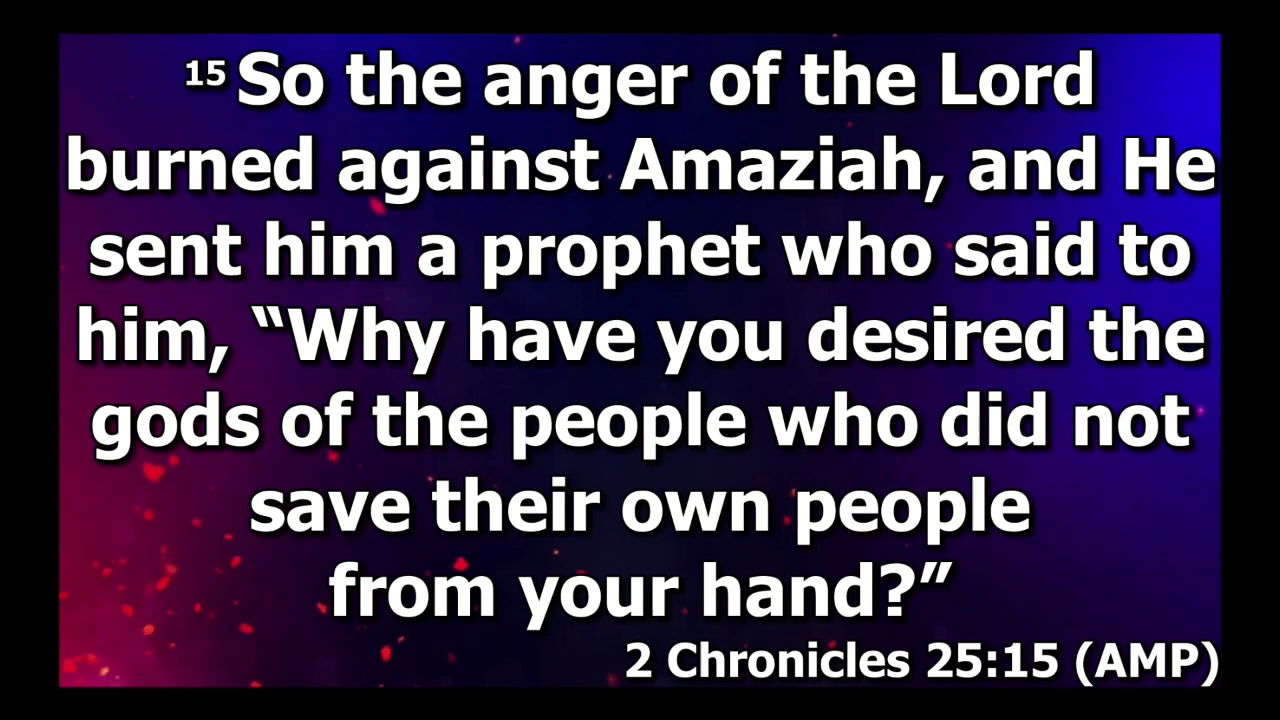 15 So the anger of the Lord
burned against Amaziah, and He
sent him a prophet who said to
him, “Why have you desired the
gods of the people who did not
save their own people
from your hand?”
2 Chronicles 25:15 (AMP)